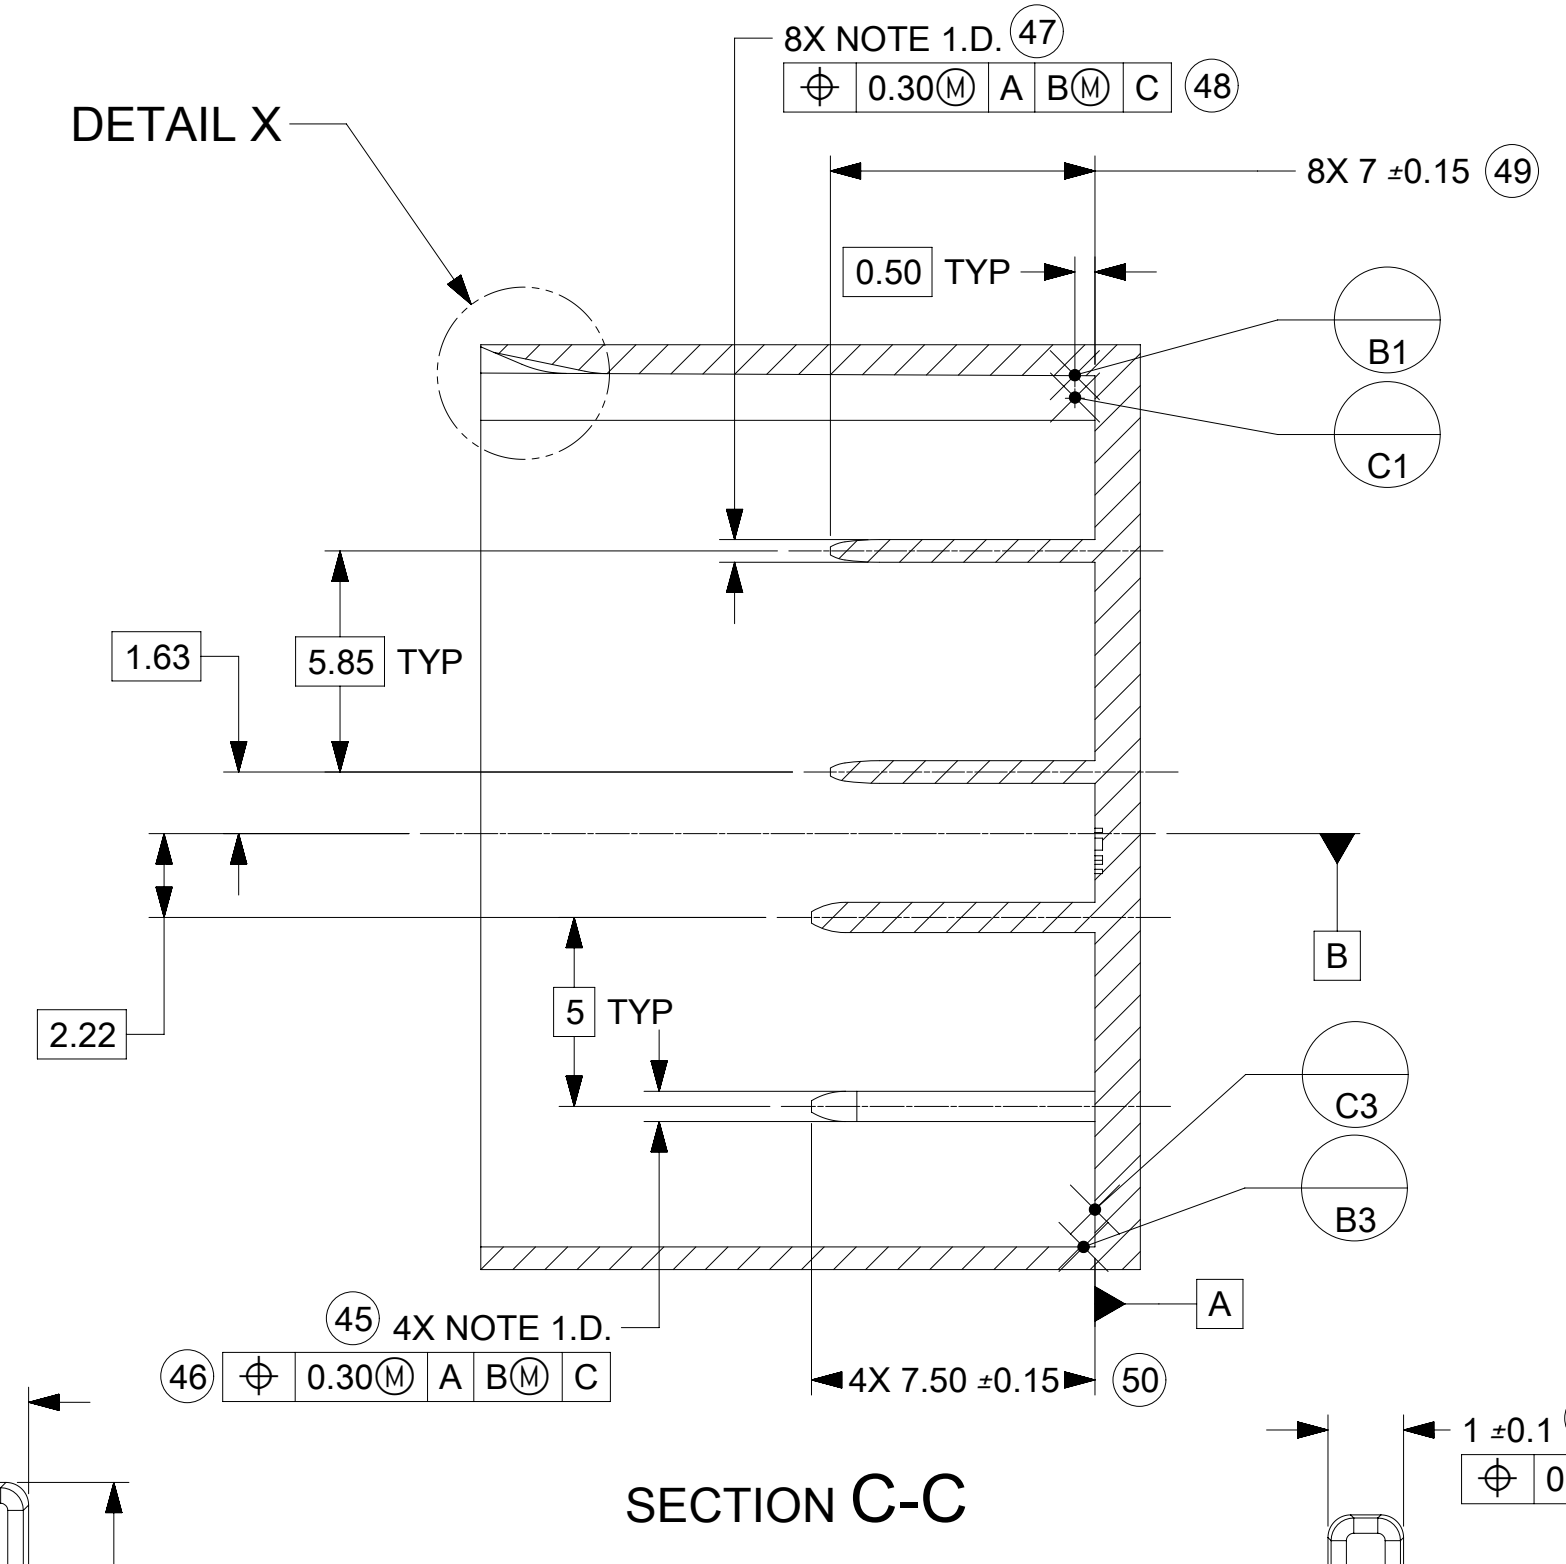 8X NOTE 1.D. 47
⌖ 0.30Ⓜ A BⓂ C 48
DETAIL X
8X 7 ±0.15 49
0.50 TYP
B1
C1
1.63
5.85 TYP
B
5 TYP
2.22
C3
B3
A
45 4X NOTE 1.D.
46 ⌖ 0.30Ⓜ A BⓂ C
4X 7.50 ±0.15 50
1 ±0.1
⌖ 0
SECTION C-C